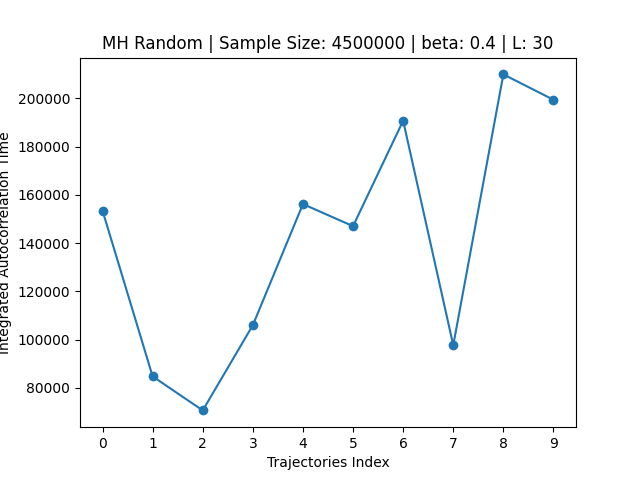 MH Random | Sample Size: 4500000 | beta: 0.4 | L: 30
Integrated Autocorrelation Time
200000
180000
160000
140000
120000
100000
80000
0 1 2 3 4 5 6 7 8 9
Trajectories Index